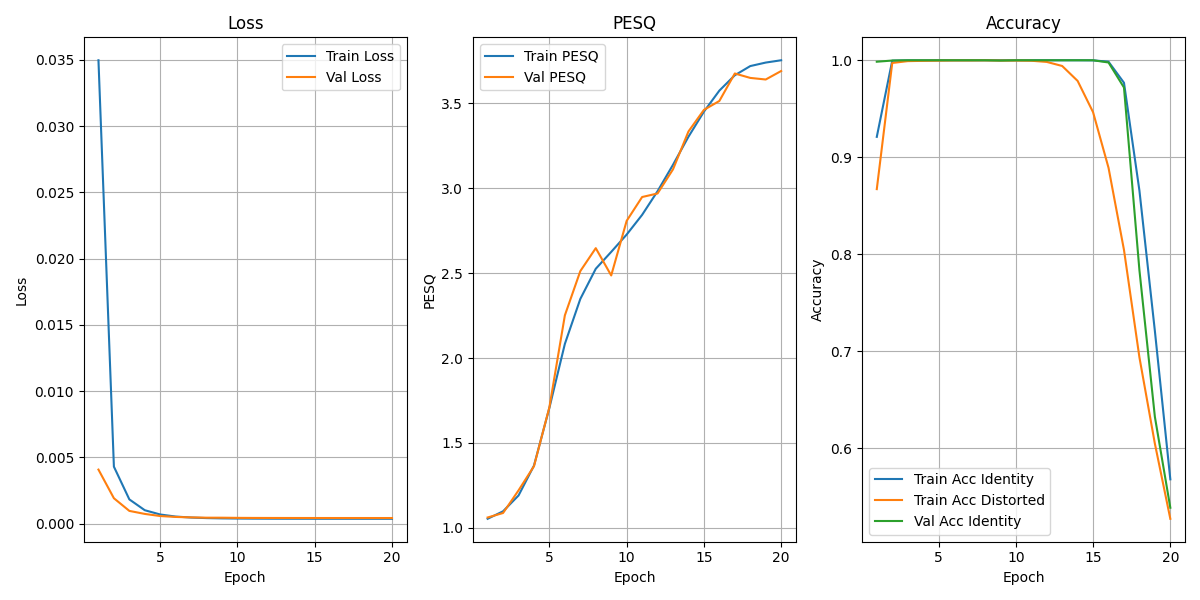 Loss
Train Loss
Val Loss
0.035
0.030
0.025
0.020
0.015
0.010
0.005
0.000
5
10
15
20
Loss
Epoch
PESQ
Train PESQ
Val PESQ
3.5
3.0
2.5
2.0
1.5
1.0
5
10
15
20
PESQ
Epoch
Accuracy
1.0
0.9
0.8
0.7
0.6
Train Acc Identity
Train Acc Distorted
Val Acc Identity
5
10
15
20
Accuracy
Epoch